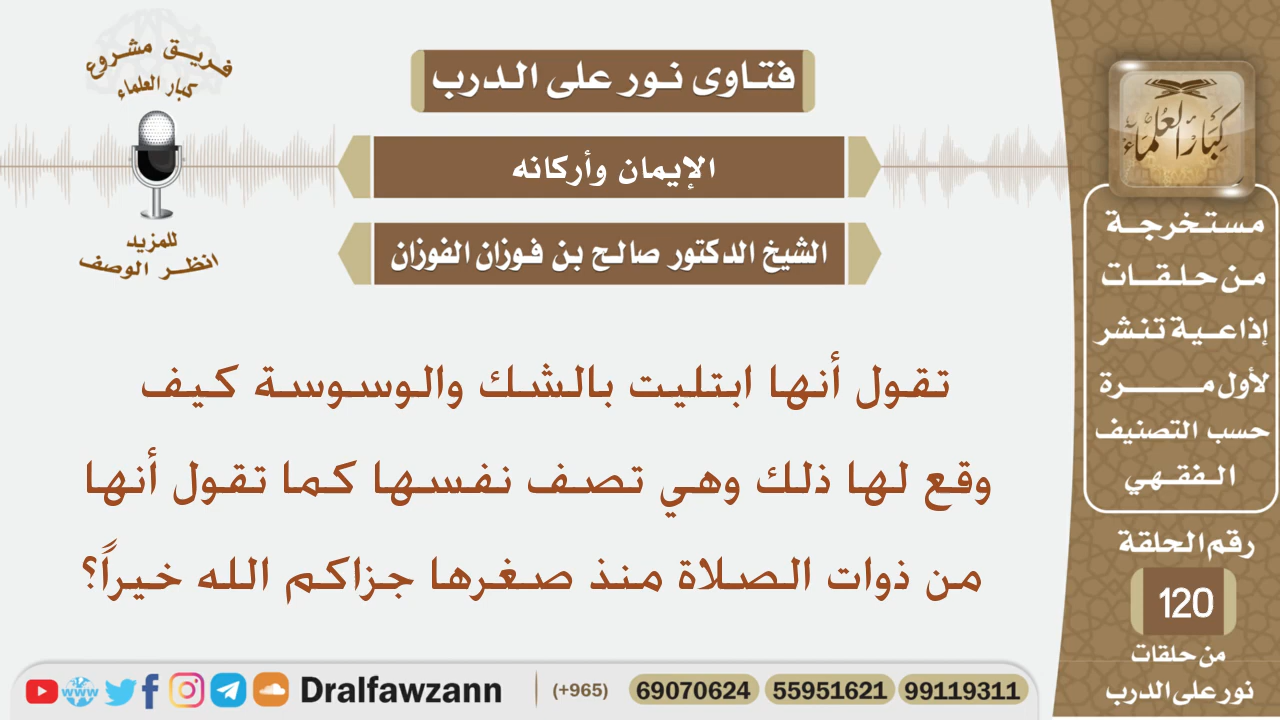 فريق مشروع
كبار العلماء
للمزيد
انظر الوصف
فتاوى نور على الدرب
الإيمان وأركانه
الشيخ الدكتور صالح بن فوزان الفوزان
تقول أنها ابتليت بالشك والوسوسة كيف
وقع لها ذلك وهي تصف نفسها كما تقول أنها
من ذوات الصلاة منذ صغرها جزاكم الله خيراً؟
كبار العلماء
مستخرجة
من حلقات
إذاعية تنشر
لأول مرة
حسب التصنيف
الفقهي
رقم الحلقة
120
من حلقات
نور على الدرب
www Dralfawzann (+965) 69070624 55951621 99119311